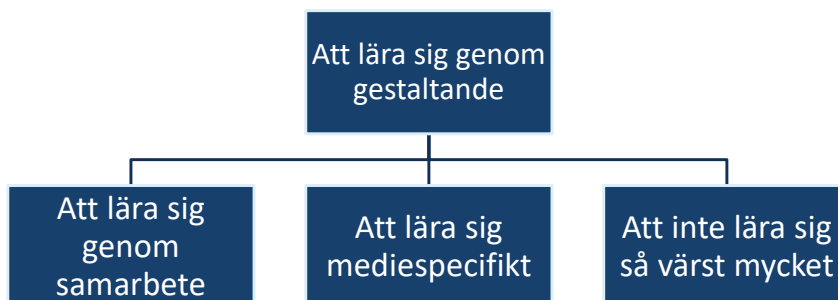 Att lära sig genom
gestaltande
Att lära sig
genom
samarbete
Att lära sig
mediespecifikt
Att inte lära sig
så värst mycket